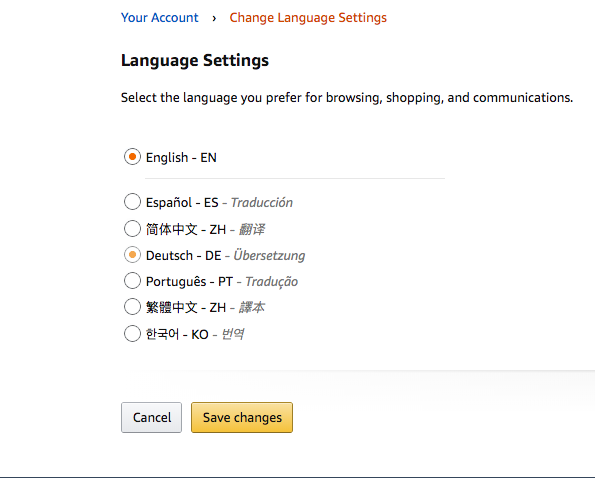 Your Account › Change Language Settings
Language Settings
Select the language you prefer for browsing, shopping, and communications.
English - EN
Español - ES - Traducción
简体中文 - ZH - 翻译
Deutsch - DE - Übersetzung
Português - PT - Tradução
繁體中文 - ZH - 譯本
한국어 - KO - 번역
Cancel Save changes